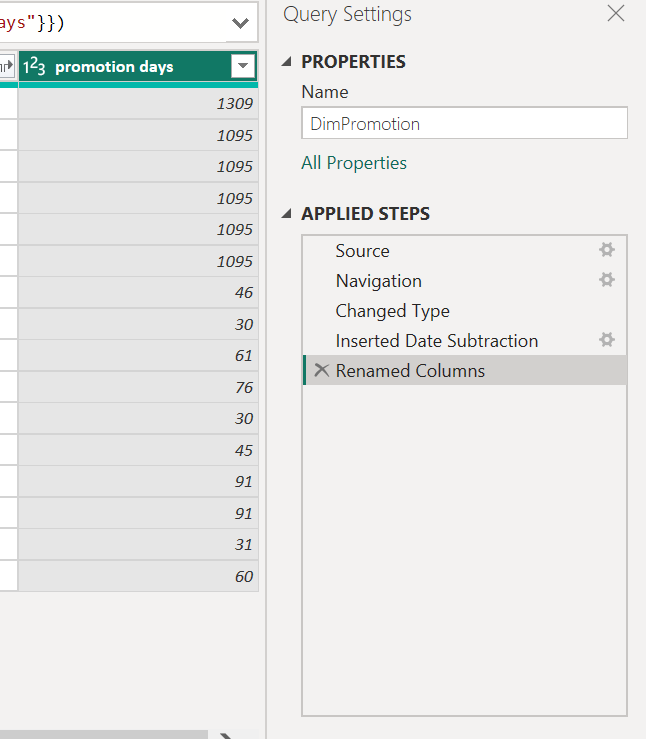 ays"}})
Query Settings
123 promotion days
1309
1095
1095
1095
1095
1095
46
30
61
76
30
45
91
91
31
60
PROPERTIES
Name
DimPromotion
All Properties
APPLIED STEPS
Source
Navigation
Changed Type
Inserted Date Subtraction
Renamed Columns